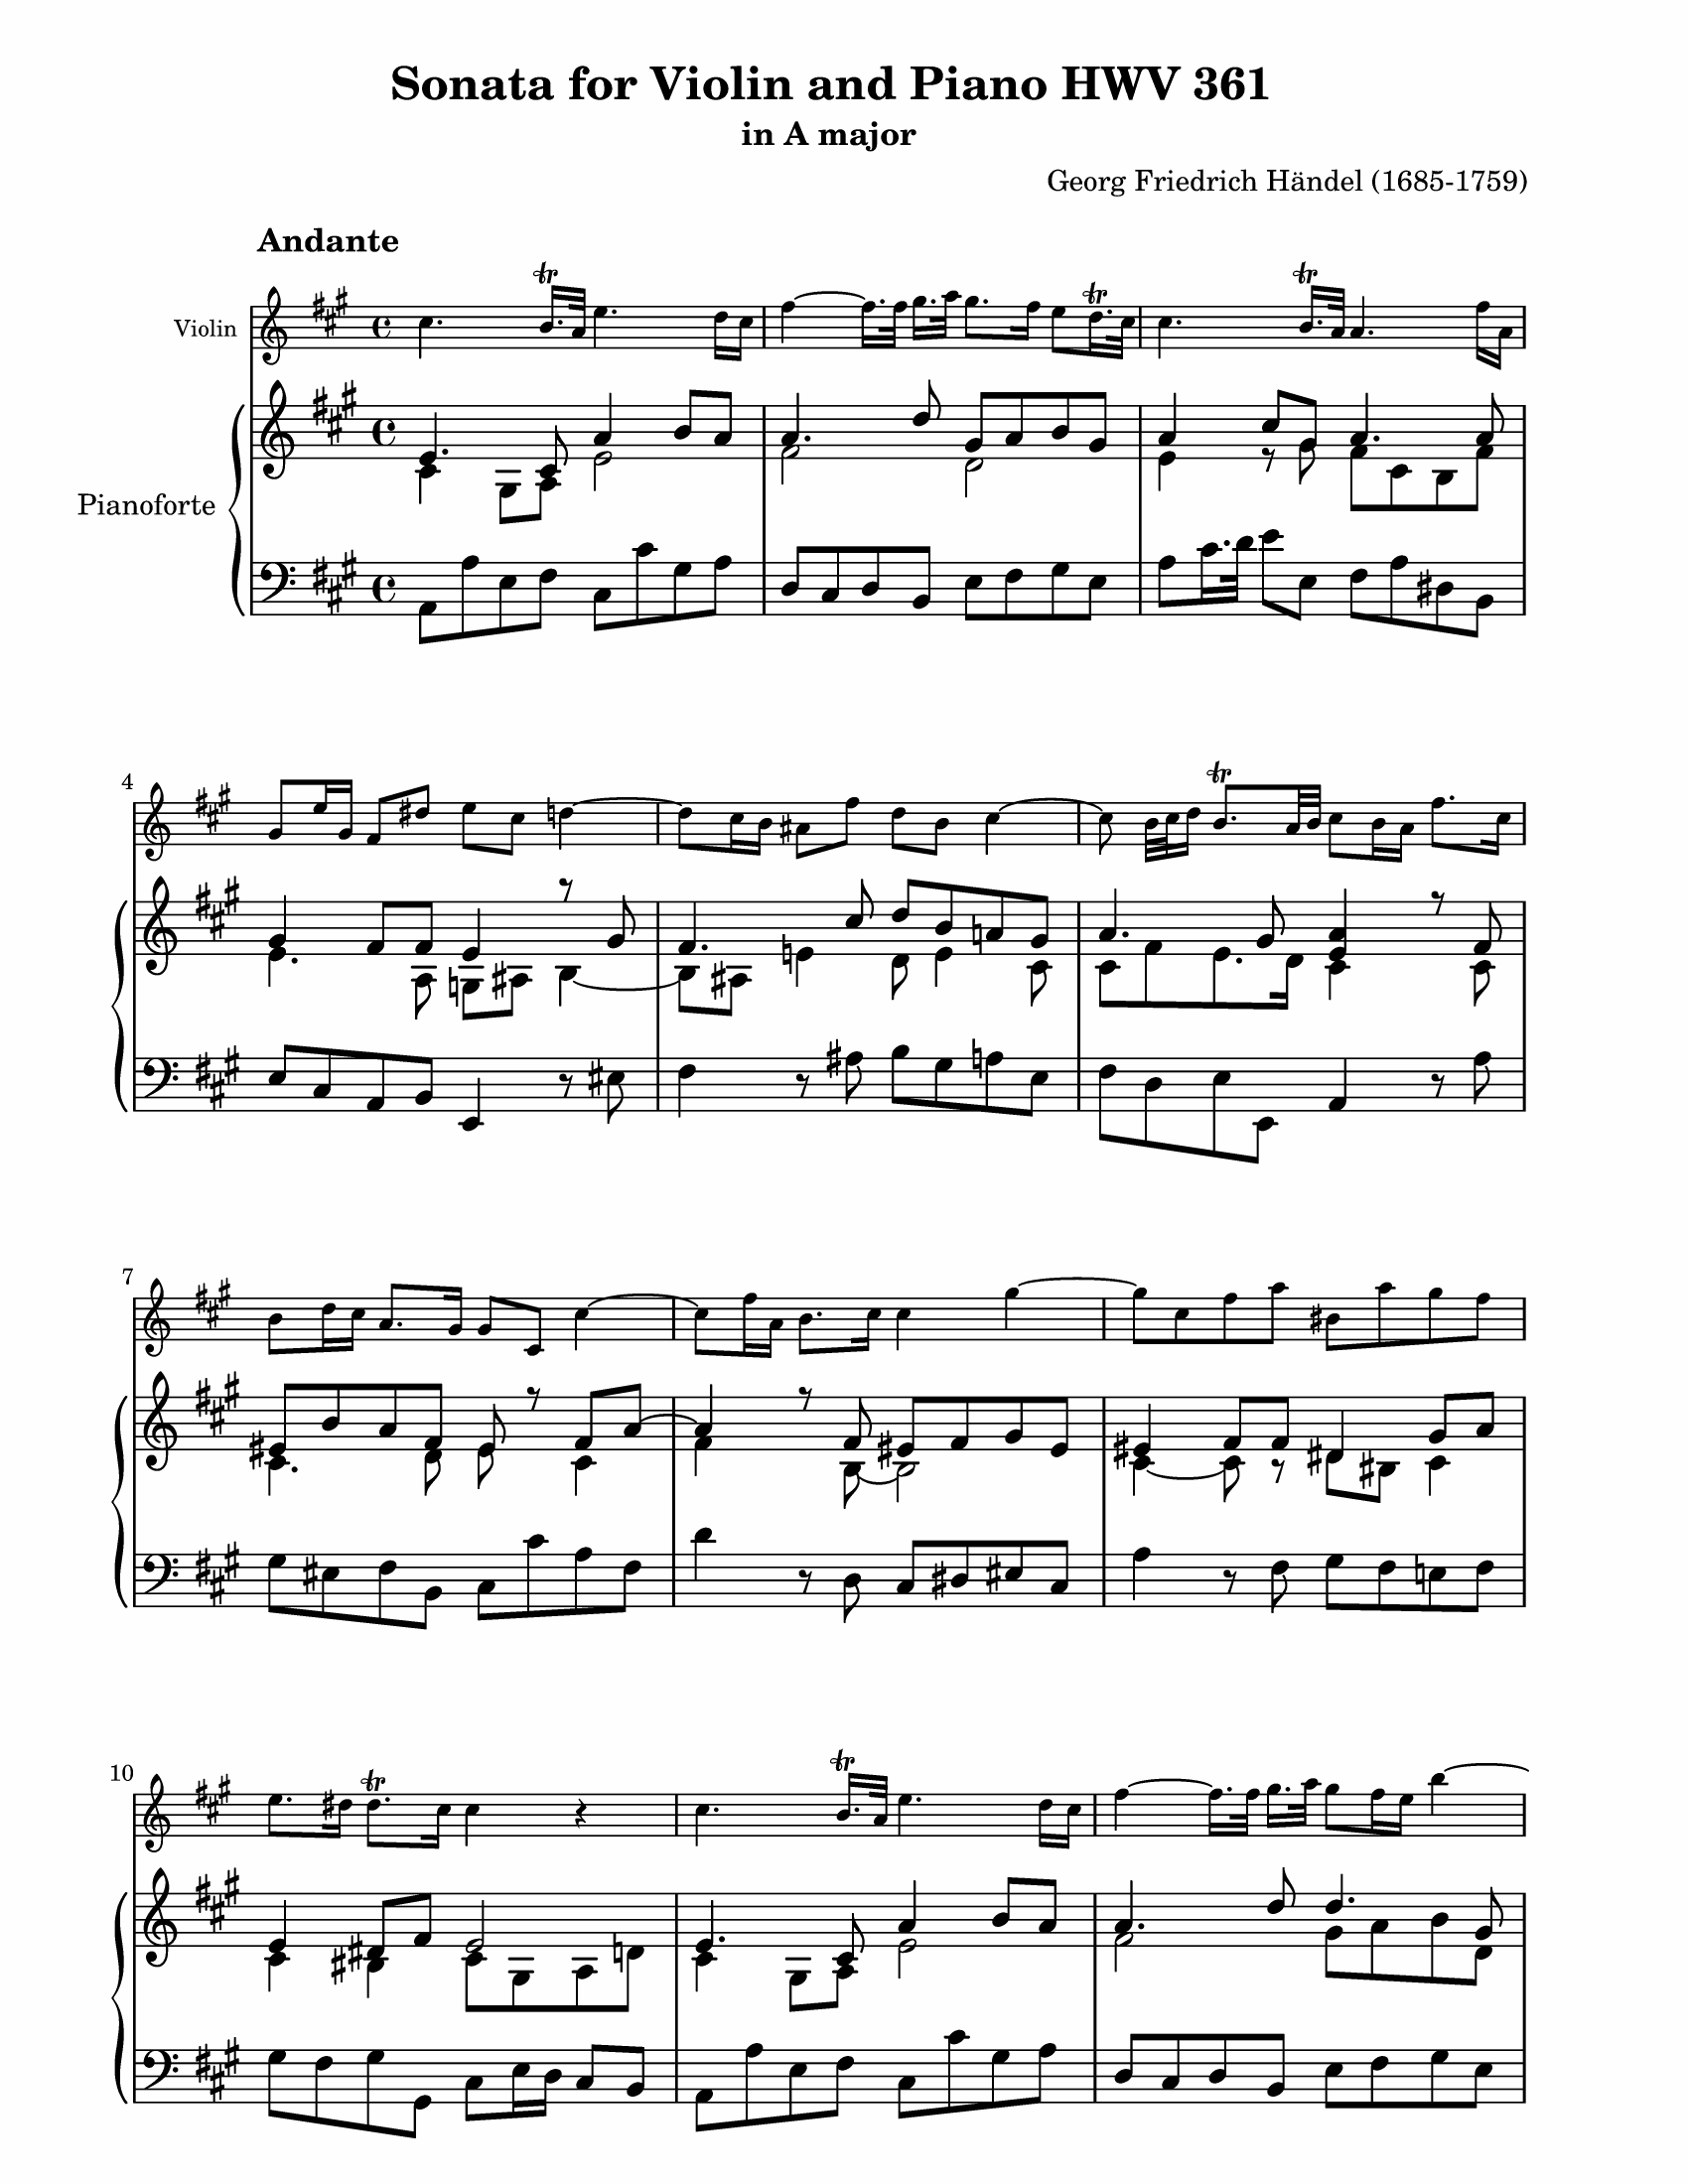 Sonata for Violin and Piano HWV 361
in A major
Georg Friedrich Händel (1685-1759)
Andante
Violin
Pianoforte
4
7
10